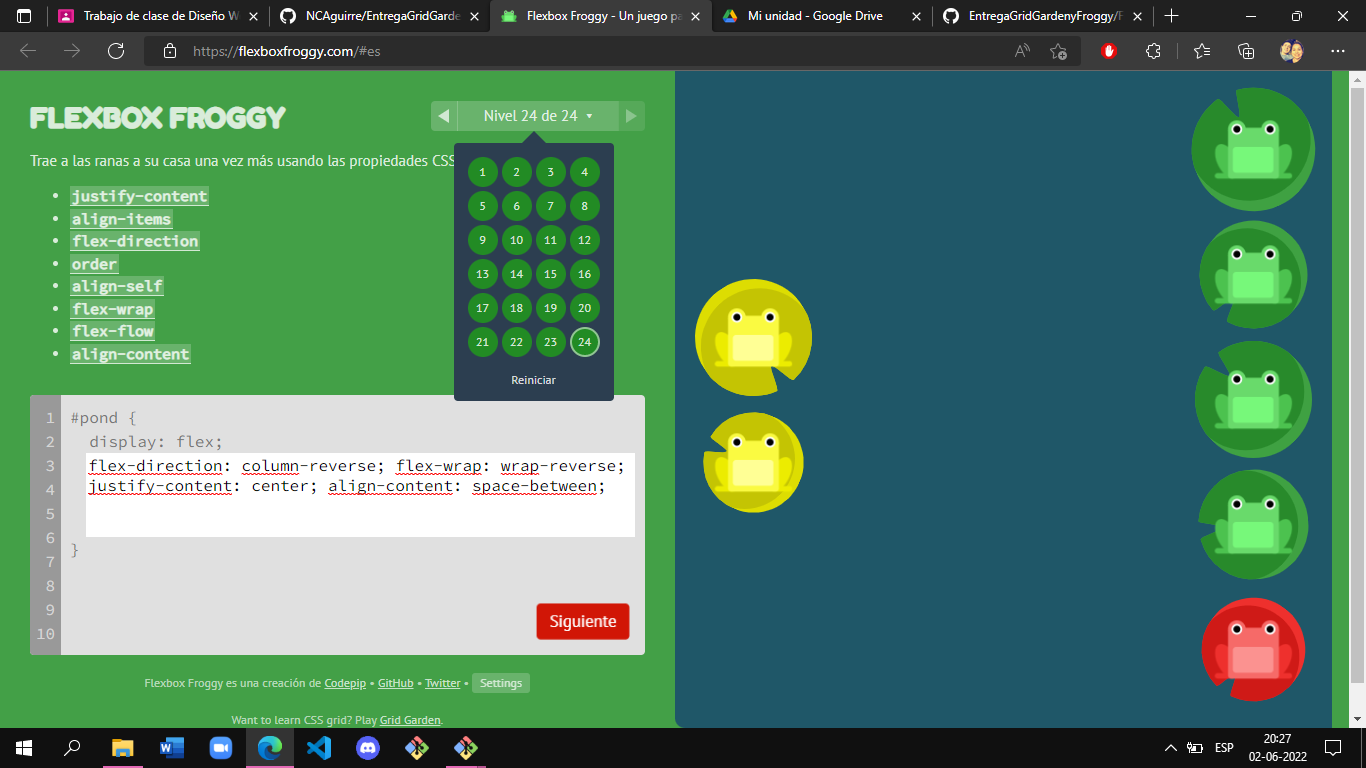 Trabajo de clase de Diseño W
NCAguirre/EntregaGridGarde
Flexbox Froggy - Un juego pa
Mi unidad - Google Drive
EntregaGridGardenyFroggy/F
https://flexboxfroggy.com/#es
FLEXBOX FROGGY
Nivel 24 de 24
Trae a las ranas a su casa una vez más usando las propiedades CSS
justify-content
align-items
flex-direction
order
align-self
flex-wrap
flex-flow
align-content
1 2 3 4
5 6 7 8
9 10 11 12
13 14 15 16
17 18 19 20
21 22 23 24
Reiniciar
1 #pond {
2 display: flex;
3 flex-direction: column-reverse; flex-wrap: wrap-reverse;
4 justify-content: center; align-content: space-between;
5
6 }
7
8
9
10
Siguiente
Flexbox Froggy es una creación de Codepip • GitHub • Twitter • Settings
Want to learn CSS grid? Play Grid Garden.
ESP
20:27
02-06-2022